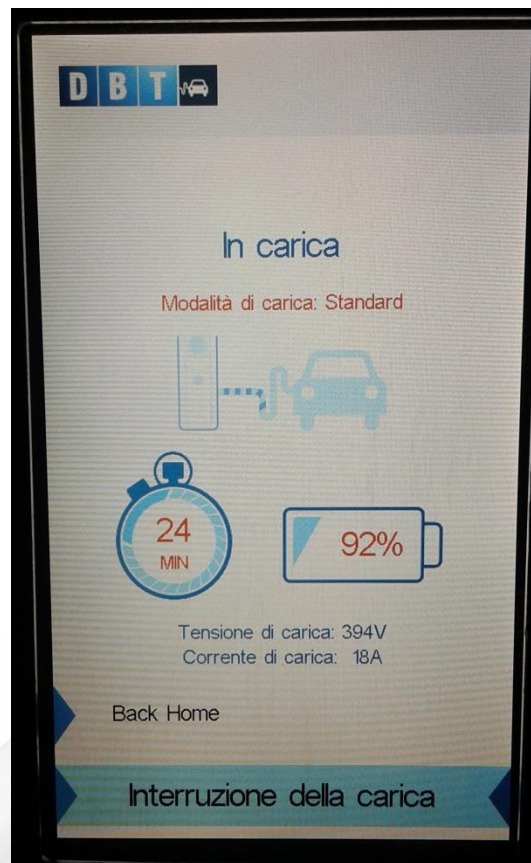 DBT
In carica
Modalità di carica: Standard
24
MIN
92%
Tensione di carica: 394V
Corrente di carica: 18A
Back Home
Interruzione della carica